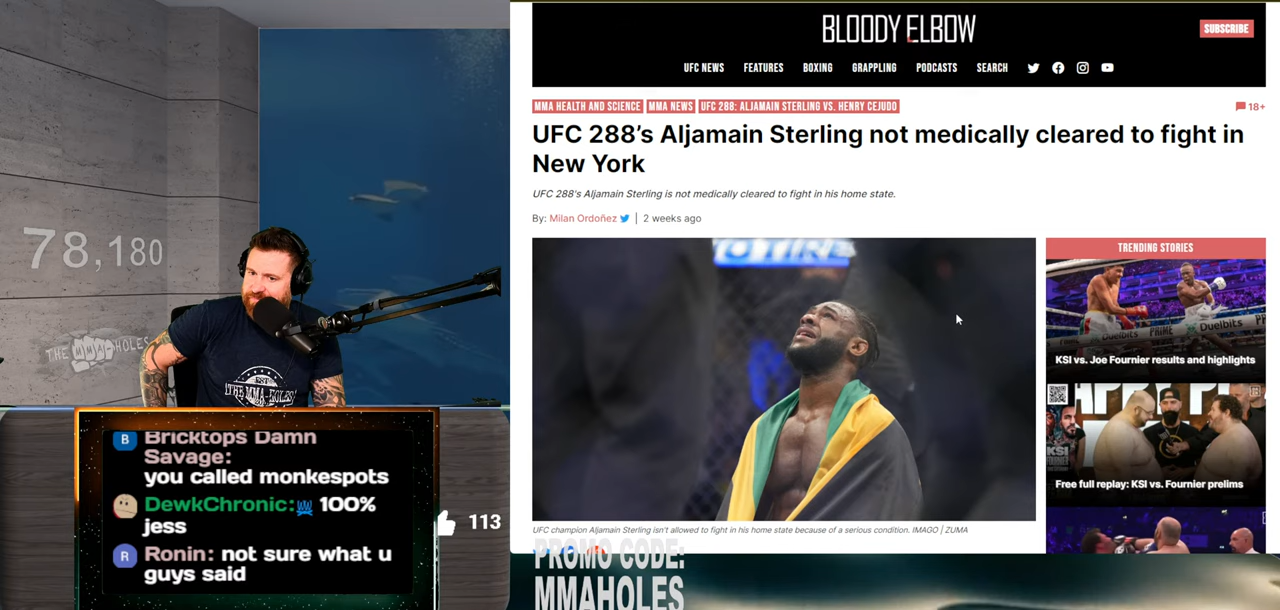 78,180
THE MMA HOLES
EST
THE MMA-HOLES
B
Bricktops Damn
Savage:
you called monkespots
DewkChronic: 100%
jess
R
Ronin: not sure what u
guys said
113
BLOODY ELBOW
SUBSCRIBE
UFC NEWS FEATURES BOXING GRAPPLING PODCASTS SEARCH
MMA HEALTH AND SCIENCE MMA NEWS UFC 288: ALJAMAIN STERLING VS. HENRY CEJUDO
18+
UFC 288’s Aljamain Sterling not medically cleared to fight in
New York
UFC 288's Aljamain Sterling is not medically cleared to fight in his home state.
By: Milan Ordoñez | 2 weeks ago
TRENDING STORIES
PRIME Duelbits
KSI vs. Joe Fournier results and highlights
KSI
Free full replay: KSI vs. Fournier prelims
UFC champion Aljamain Sterling isn't allowed to fight in his home state because of a serious condition. IMAGO | ZUMA
PROMO CODE:
MMAHOLES